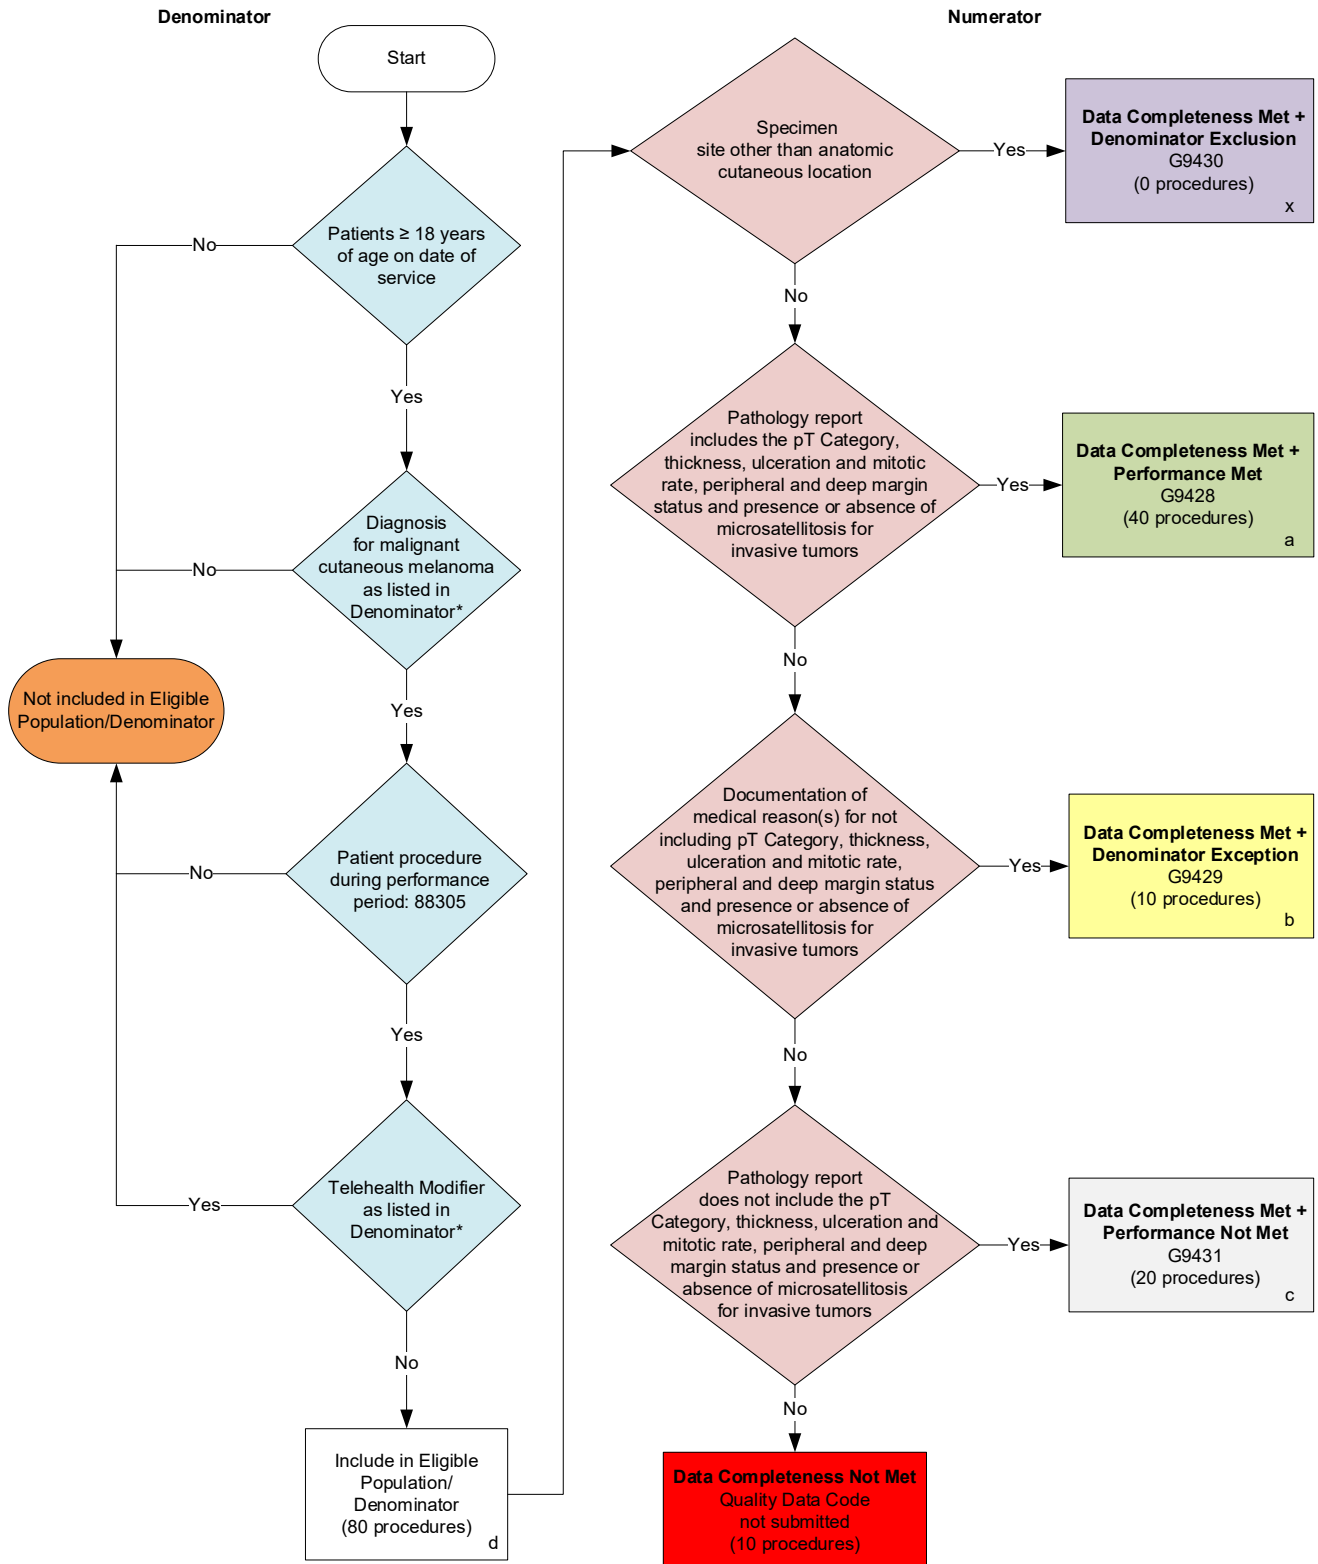 Denominator
Start
Patients ≥ 18 years
of age on date of
service
No
Yes
Diagnosis
for malignant
cutaneous melanoma
as listed in
Denominator*
No
Not included in Eligible
Population/Denominator
Yes
Patient procedure
during performance
period: 88305
No
Yes
Telehealth Modifier
as listed in
Denominator*
Yes
No
Include in Eligible
Population/
Denominator
(80 procedures)
d
Numerator
Specimen
site other than anatomic
cutaneous location
Yes
Data Completeness Met +
Denominator Exclusion
G9430
(0 procedures)
x
No
Pathology report
includes the pT Category,
thickness, ulceration and mitotic
rate, peripheral and deep margin
status and presence or absence of
microsatellitosis for
invasive tumors
Yes
Data Completeness Met +
Performance Met
G9428
(40 procedures)
a
No
Documentation of
medical reason(s) for not
including pT Category, thickness,
ulceration and mitotic rate,
peripheral and deep margin status
and presence or absence of
microsatellitosis for
invasive tumors
Yes
Data Completeness Met +
Denominator Exception
G9429
(10 procedures)
b
No
Pathology report
does not include the pT
Category, thickness, ulceration and
mitotic rate, peripheral and deep
margin status and presence or
absence of microsatellitosis
for invasive tumors
Yes
Data Completeness Met +
Performance Not Met
G9431
(20 procedures)
c
No
Data Completeness Not Met
Quality Data Code
not submitted
(10 procedures)